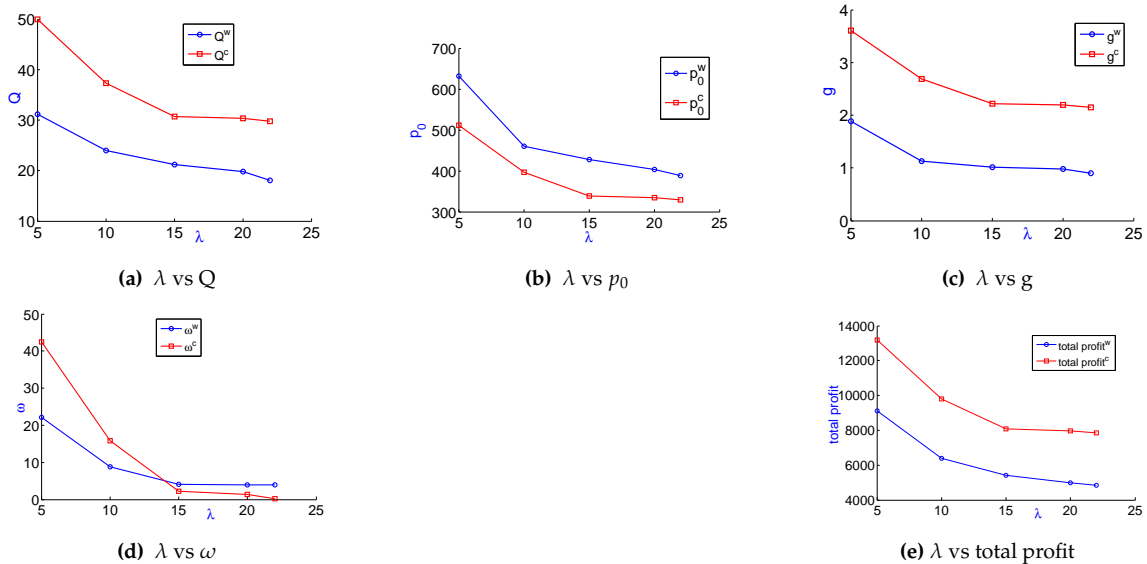 50
40
30
20
10
Q
5
10
15
20
25
λ
Q^w
Q^c
(a) λ vs Q
700
600
500
400
300
p_0
5
10
15
20
25
λ
p_0^w
p_0^c
(b) λ vs p_0
4
3
2
1
0
g
5
10
15
20
25
λ
g^w
g^c
(c) λ vs g
50
40
30
20
10
0
ω
5
10
15
20
25
λ
ω^w
ω^c
(d) λ vs ω
14000
12000
10000
8000
6000
4000
total profit
5
10
15
20
25
λ
total profit^w
total profit^c
(e) λ vs total profit